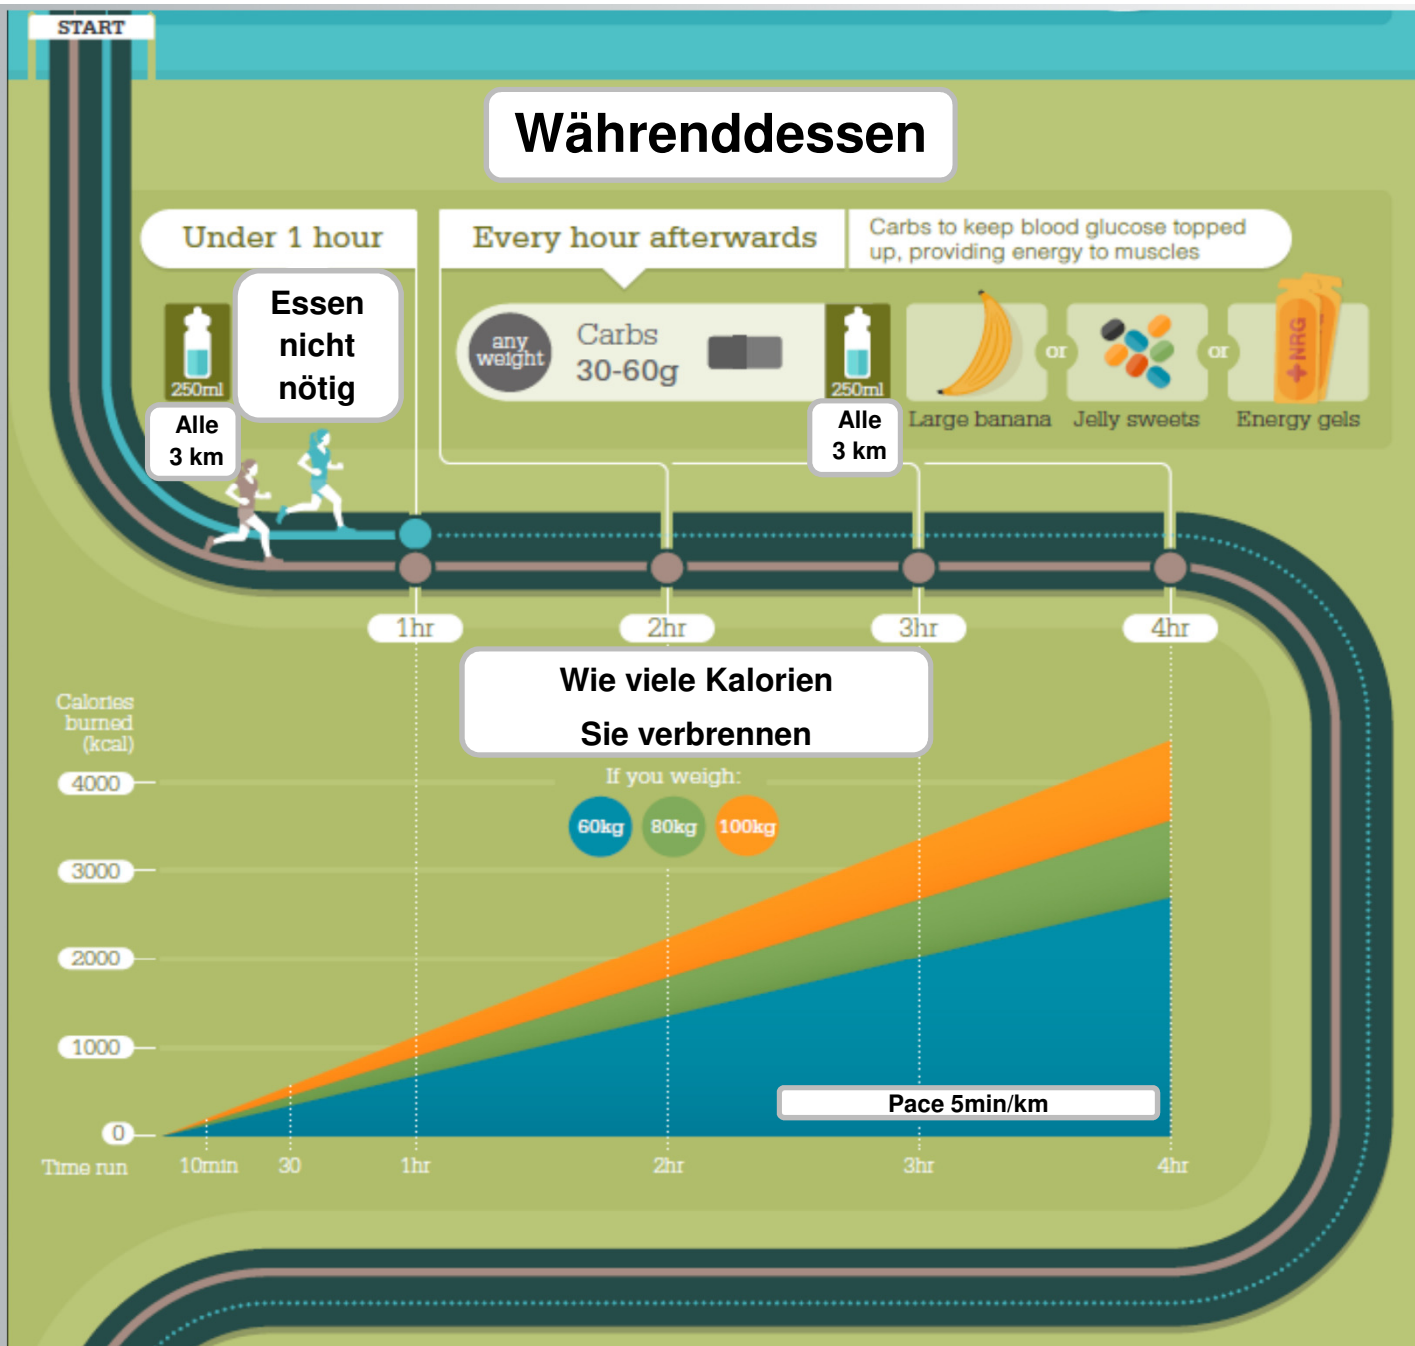 START
Währenddessen
Under 1 hour
Every hour afterwards
Carbs to keep blood glucose topped
up, providing energy to muscles
Essen
nicht
nötig
250ml
Alle
3 km
any
weight
Carbs
30-60g
250ml
Alle
3 km
Large banana
or
Jelly sweets
or
+NRG
Energy gels
1hr
2hr
3hr
4hr
Wie viele Kalorien
Sie verbrennen
Calories
burned
(kcal)
If you weigh:
60kg
80kg
100kg
4000
3000
2000
1000
0
Pace 5min/km
Time run
10min
30
1hr
2hr
3hr
4hr